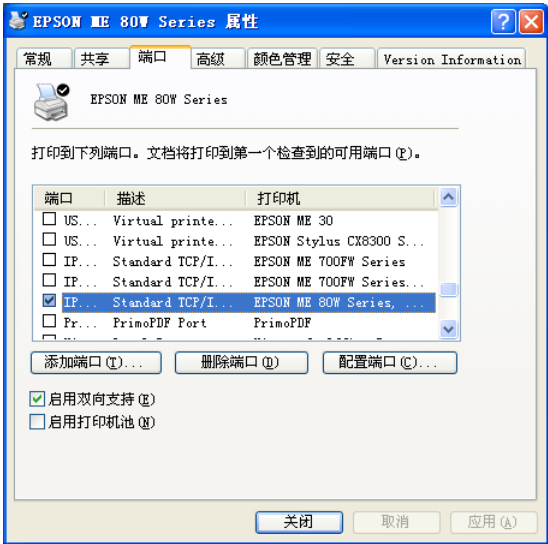 EPSON ME 80W Series 属性
常规 共享 端口 高级 颜色管理 安全 Version Information
EPSON ME 80W Series
打印到下列端口。文档将打印到第一个检查到的可用端口(P)。
端口 描述 打印机
US... Virtual printe... EPSON ME 30
US... Virtual printe... EPSON Stylus CX8300 S...
IP... Standard TCP/I... EPSON ME 700FW Series
IP... Standard TCP/I... EPSON ME 700FW Series...
IP... Standard TCP/I... EPSON ME 80W Series, ...
Pr... PrimoPDF Port PrimoPDF
添加端口(T)... 删除端口(D) 配置端口(C)...
启用双向支持(E)
启用打印机池(N)
关闭 取消 应用(A)